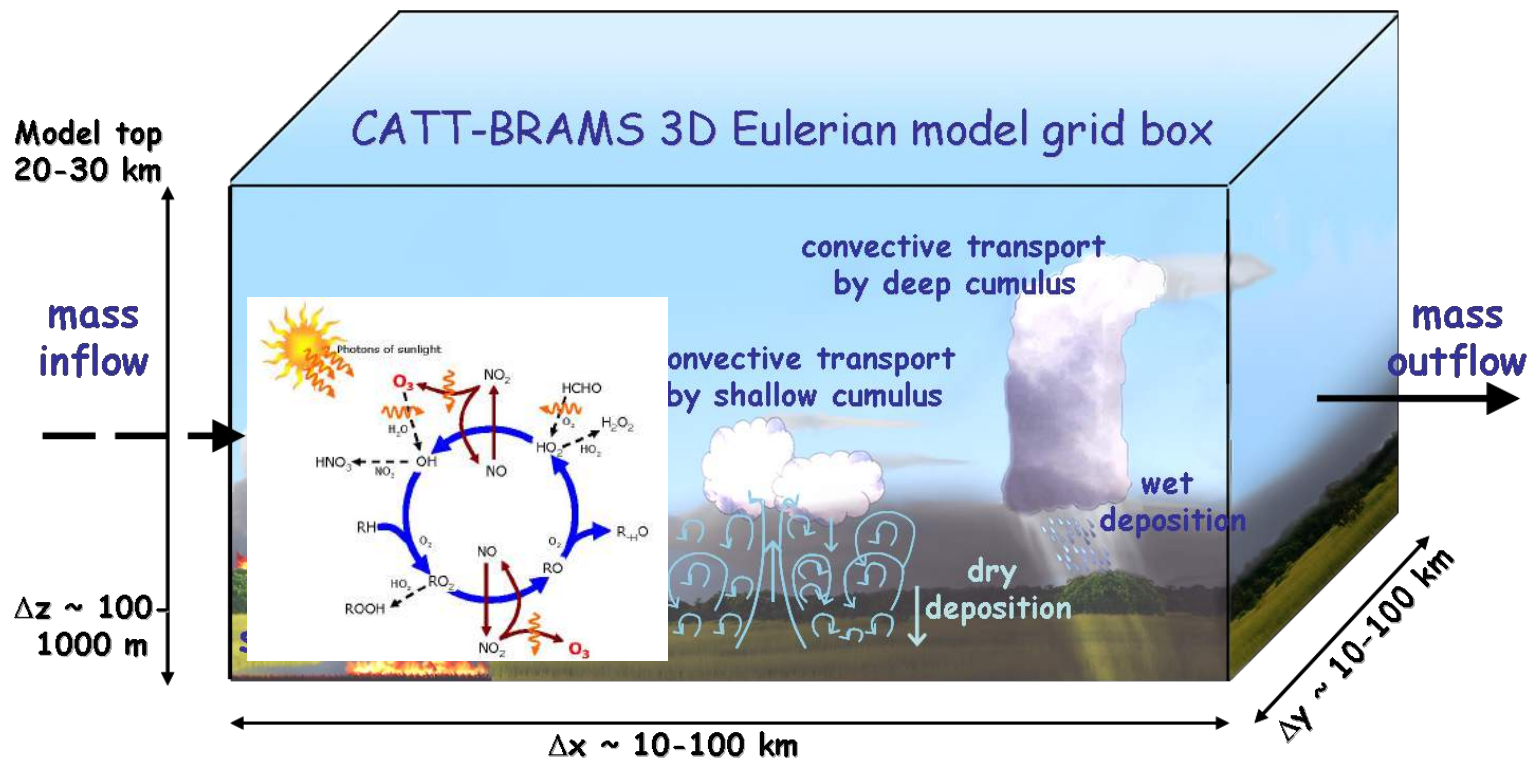 CATT-BRAMS 3D Eulerian model grid box
Model top
20-30 km
convective transport
by deep cumulus
mass
inflow
mass
outflow
Photons of sunlight
onvective transport
by shallow cumulus
O₃
NO₂
HCHO
H₂O
O₂
H₂O₂
HO₂
HO₂
HNO₃
NO₂
OH
NO
wet
deposition
RH
O₂
NO
O₂
R₋HO
HO₂
RO₂
RO
ROOH
NO₂
O₃
dry
deposition
Δz ~ 100-
1000 m
s
Δx ~ 10-100 km
Δy ~ 10-100 km